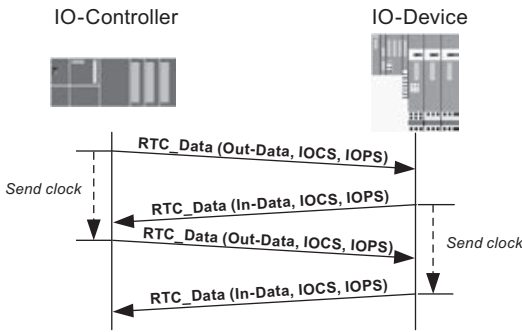 IO-Controller
IO-Device
RTC_Data (Out-Data, IOCS, IOPS)
Send clock
RTC_Data (In-Data, IOCS, IOPS)
RTC_Data (Out-Data, IOCS, IOPS)
Send clock
RTC_Data (In-Data, IOCS, IOPS)